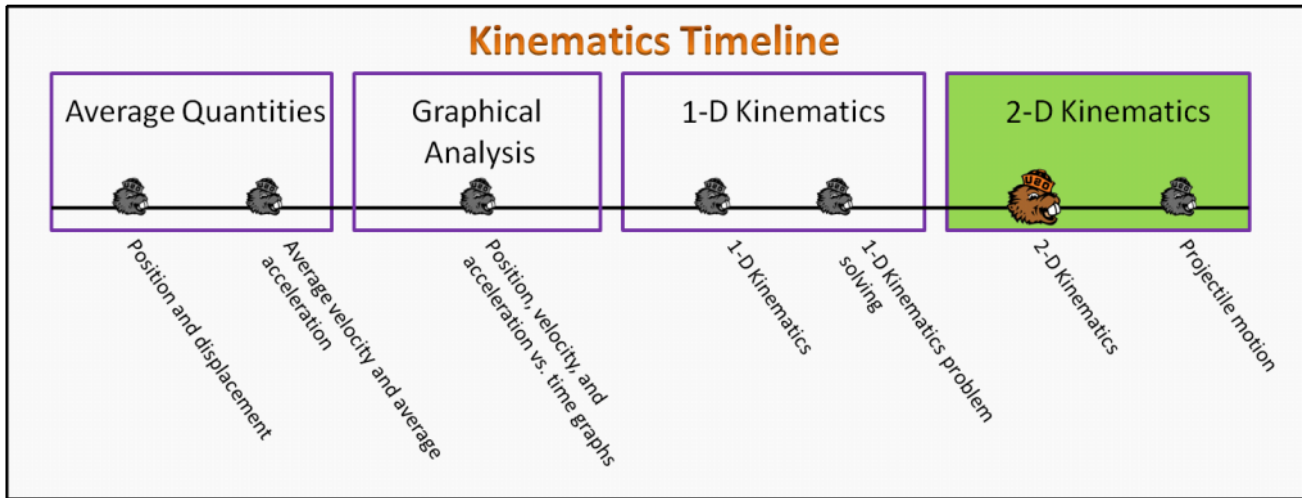 Kinematics Timeline
Average Quantities
Graphical
Analysis
1-D Kinematics
2-D Kinematics
Position and displacement
Average velocity and average
acceleration
Position, velocity, and
acceleration vs. time graphs
1-D Kinematics
1-D Kinematics problem
solving
2-D Kinematics
Projectile motion